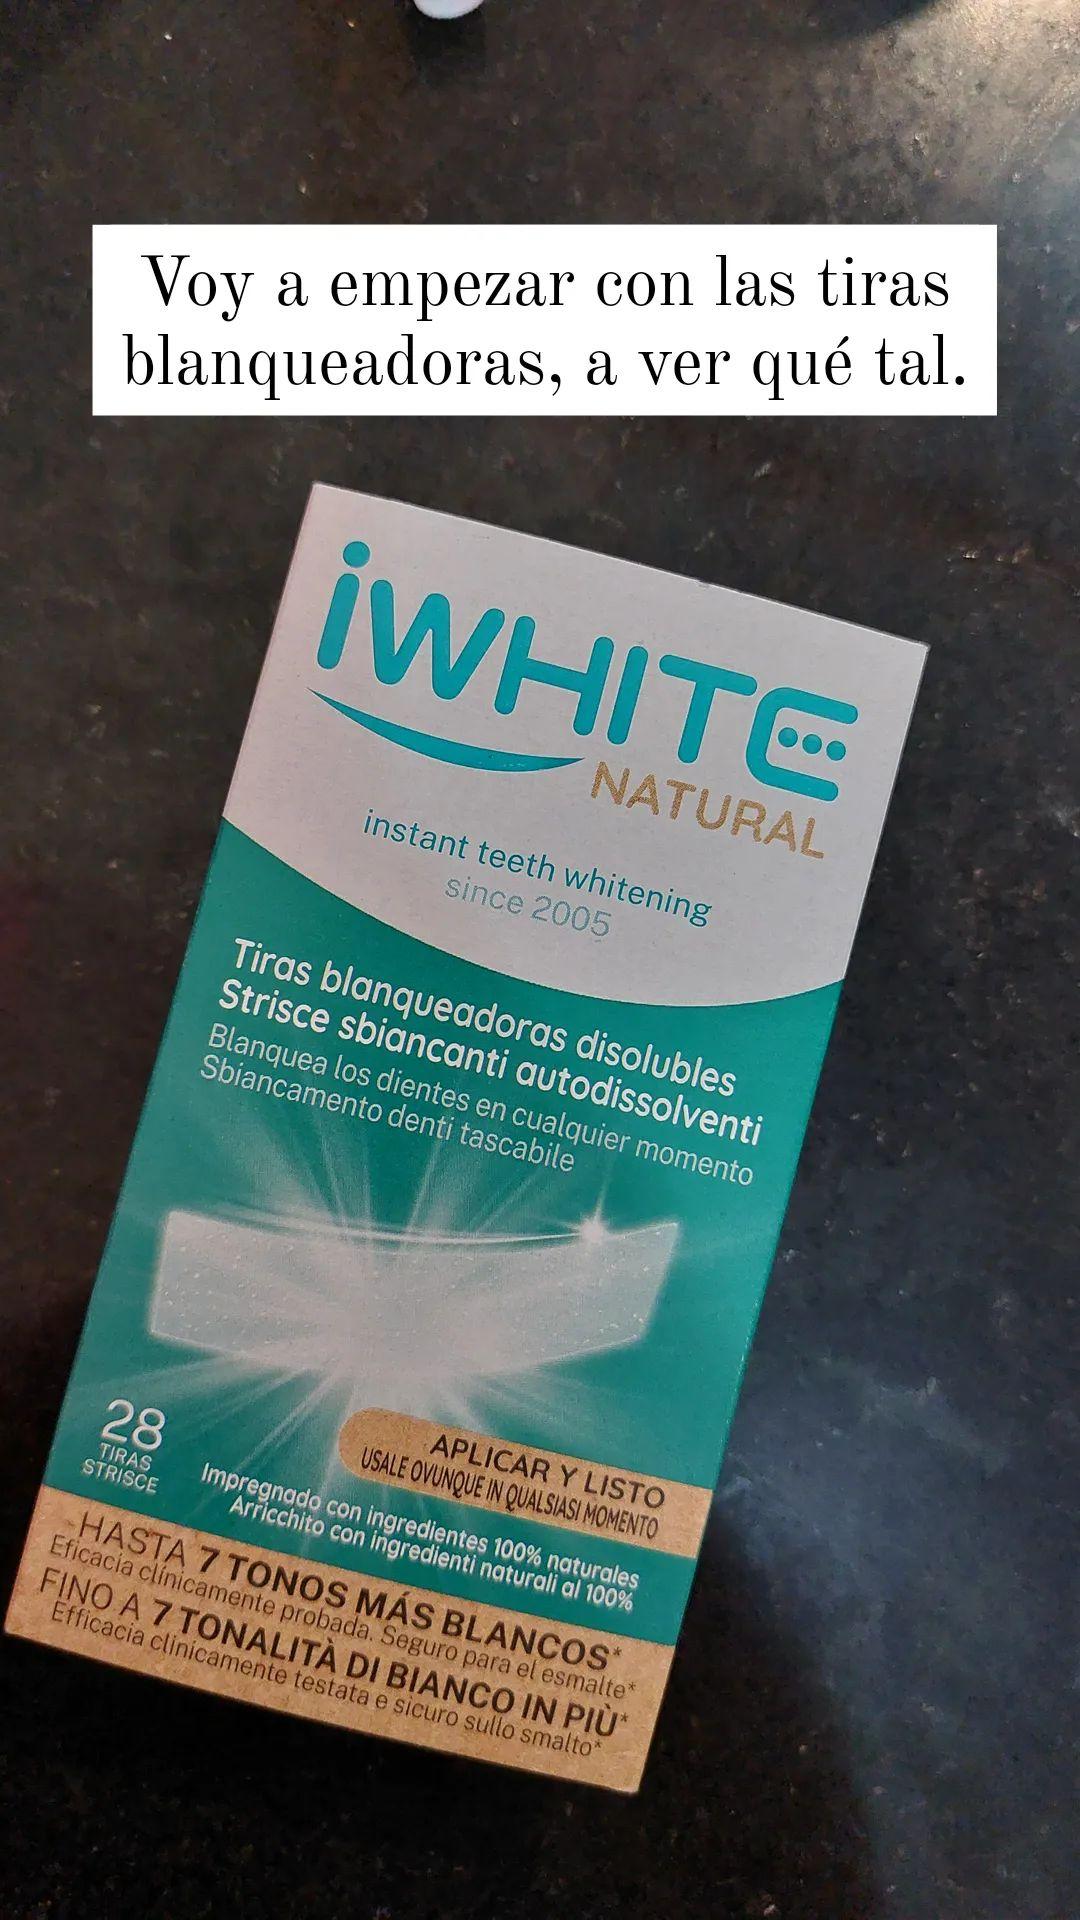 Voy a empezar con las tiras
blanqueadoras, a ver qué tal.
iWHITE
NATURAL
instant teeth whitening
since 2005
Tiras blanqueadoras disolubles
Strisce sbiancanti autodissolventi
Blanquea los dientes en cualquier momento
Sbiancamento denti tascabile
28
TIRAS
STRISCE
APLICAR Y LISTO
USALE OVUNQUE IN QUALSIASI MOMENTO
Impregnado con ingredientes 100% naturales
Arricchito con ingredienti naturali al 100%
HASTA 7 TONOS MÁS BLANCOS*
Eficacia clínicamente probada. Seguro para el esmalte*
FINO A 7 TONALITÀ DI BIANCO IN PIÙ*
Efficacia clinicamente testata e sicuro sullo smalto*